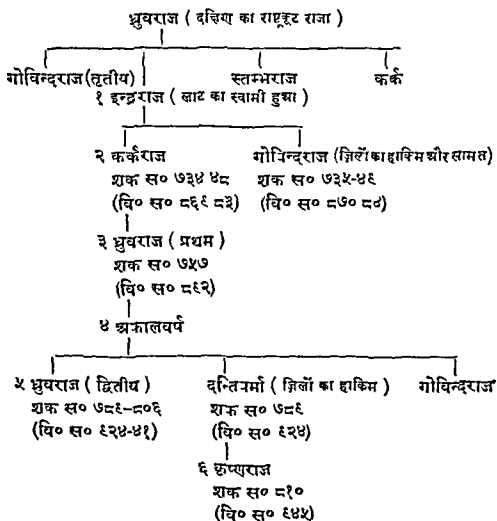 ध्रुवराज ( दक्षिण का राष्ट्रकूट राजा )
गोविन्दराज (तृतीय) स्तम्भराज कर्क
१ इन्द्रराज ( लाट का स्वामी हुआ )
२ कर्कराज गोविन्दराज (ज़िलों का हाकिम और सामत)
शक स० ७३४ ४८ शक स० ७३५-४९
(वि० स० ८६९ ८३) (वि० स० ८७० ८४)
३ ध्रुवराज ( प्रथम )
शक स० ७५७
(वि० स० ८९२)
४ अकालवर्ष
५ ध्रुवराज ( द्वितीय ) दन्तिवर्मा ( ज़िलों का हाकिम ) गोविन्दराज
शक स० ७८९–८०६ शक स० ७८९
(वि० स० ९२४-४१) (वि० स० ९२४)
६ कृष्णराज
शक स० ८१०
(वि० स० ९४५)